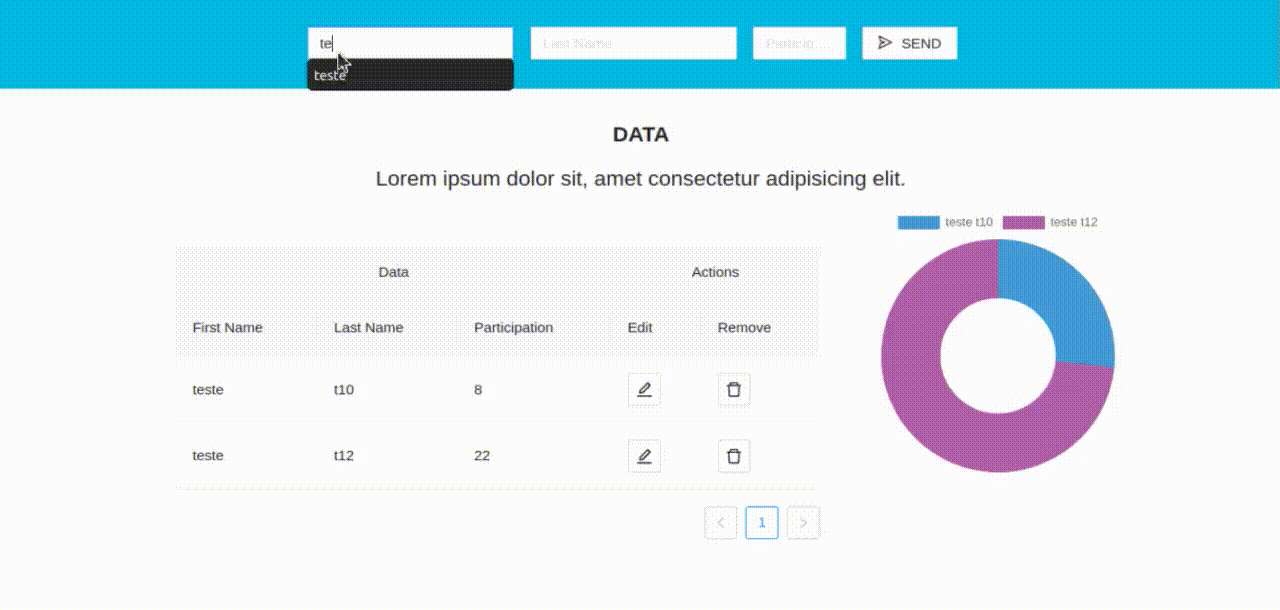 te
Last Name
Particip...
SEND
teste
DATA
Lorem ipsum dolor sit, amet consectetur adipisicing elit.
teste t10
teste t12
Data
Actions
First Name
Last Name
Participation
Edit
Remove
teste
t10
8
teste
t12
22
1